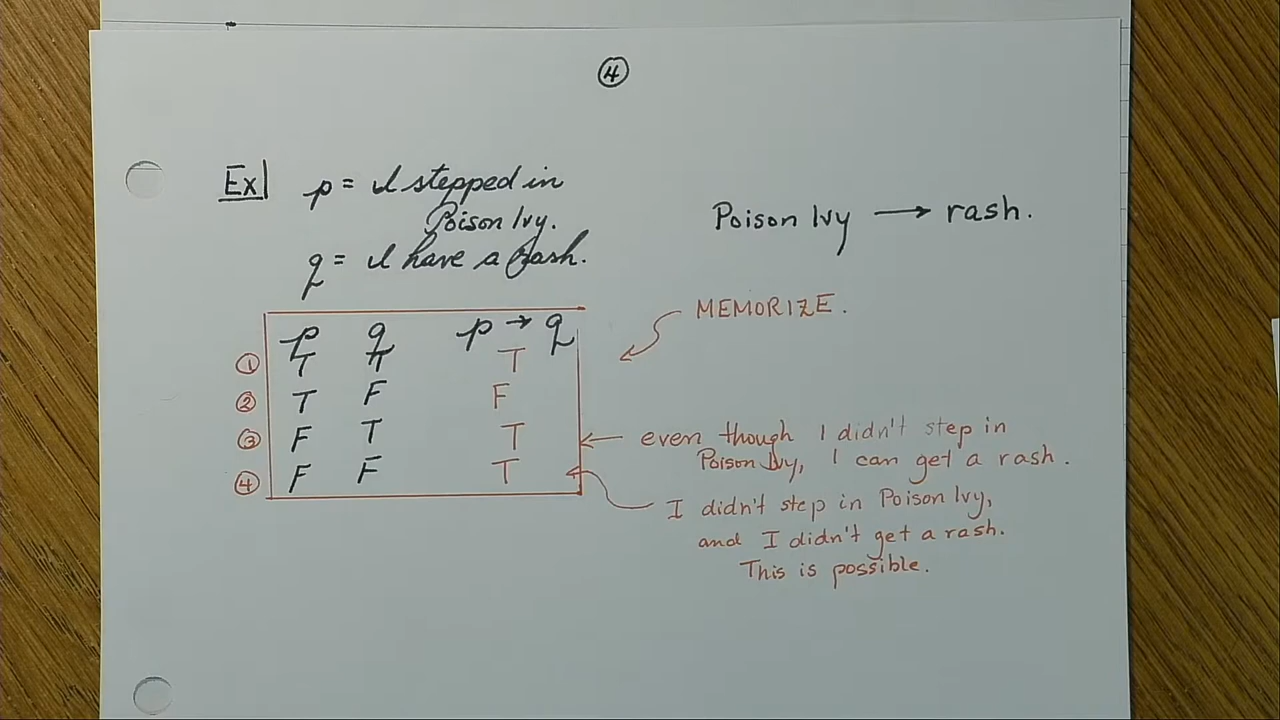 ④
Ex| p = I stepped in
Poison Ivy.
q = I have a rash.
Poison Ivy → rash.
MEMORIZE.
p q p → q
① T T T
② T F F
③ F T T
④ F F T
even though I didn't step in
Poison Ivy, I can get a rash.
I didn't step in Poison Ivy,
and I didn't get a rash.
This is possible.